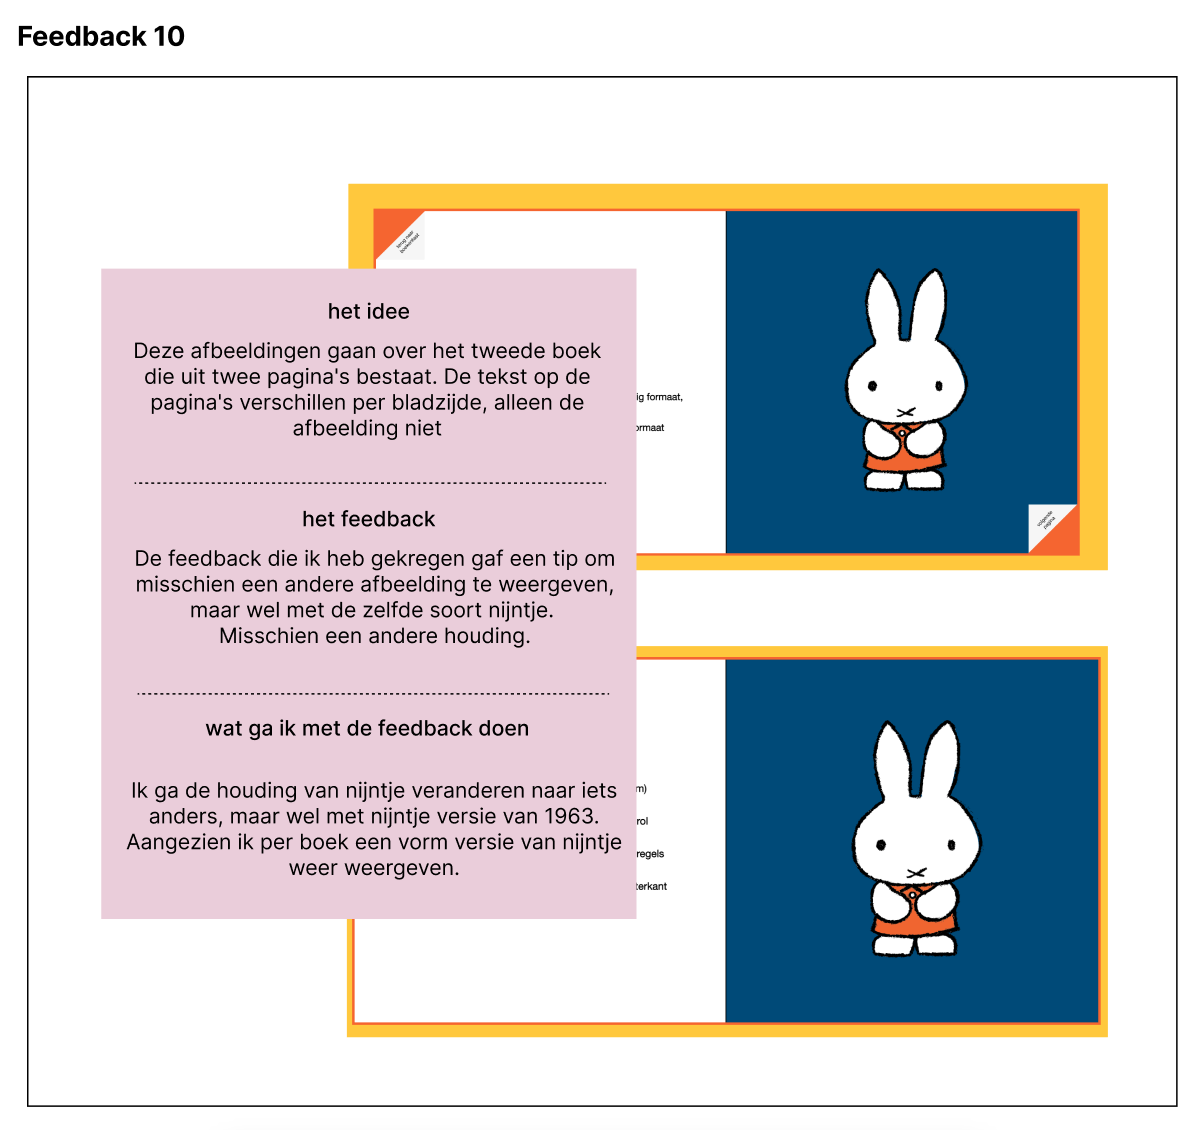 Feedback 10
terug naar
boekenkast
het idee
Deze afbeeldingen gaan over het tweede boek
die uit twee pagina's bestaat. De tekst op de
pagina's verschillen per bladzijde, alleen de
afbeelding niet
het feedback
De feedback die ik heb gekregen gaf een tip om
misschien een andere afbeelding te weergeven,
maar wel met de zelfde soort nijntje.
Misschien een andere houding.
wat ga ik met de feedback doen
Ik ga de houding van nijntje veranderen naar iets
anders, maar wel met nijntje versie van 1963.
Aangezien ik per boek een vorm versie van nijntje
weer weergeven.
ig formaat,
ormaat
volgende
pagina
m)
rol
regels
terkant